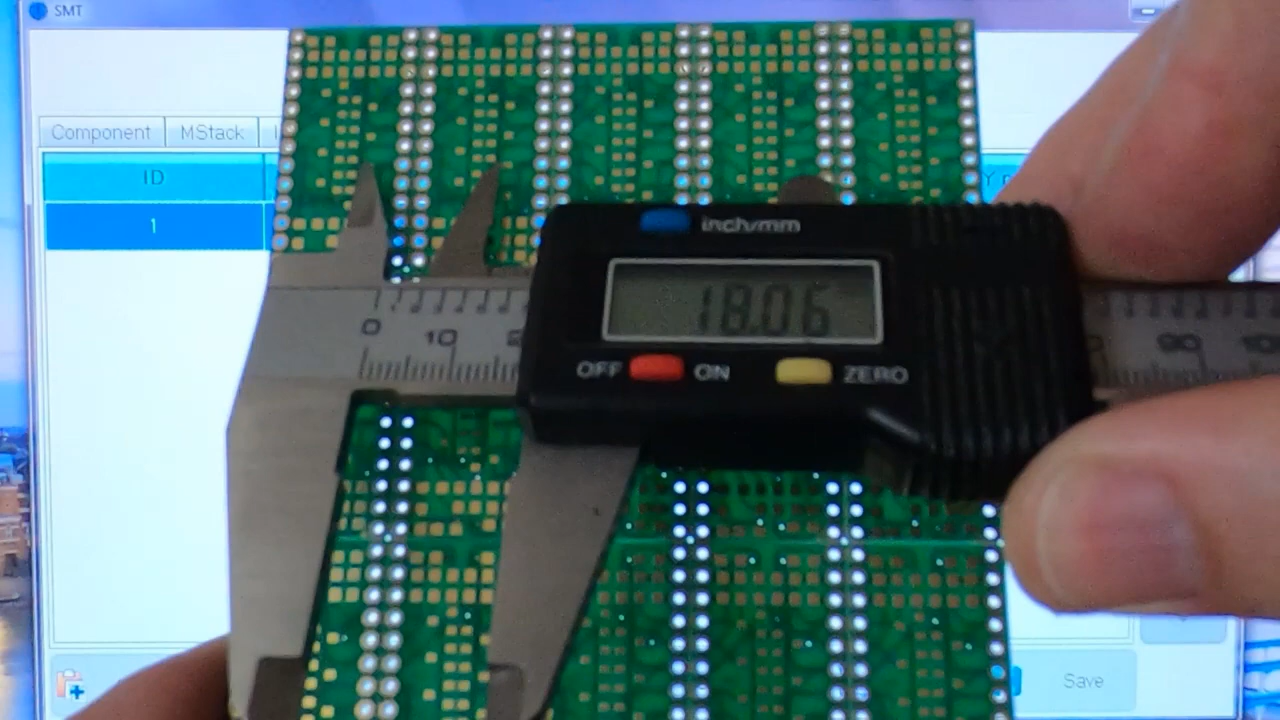 SMT
Component MStack
ID
1
inch/mm
18.06
0 10
OFF ON ZERO
90
Save